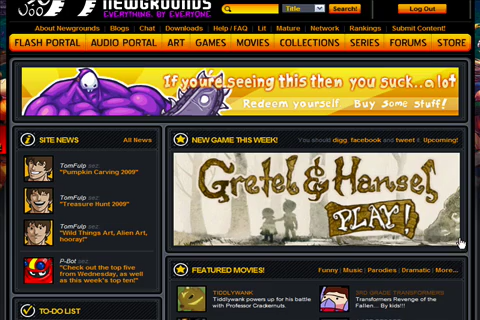 NEWGROUNDS
EVERYTHING, BY EVERYONE.
Title
Search
Log Out
About Newgrounds Blogs Chat Downloads Help / FAQ Lit Mature Network Rankings Submit Content!
FLASH PORTAL AUDIO PORTAL ART GAMES MOVIES COLLECTIONS SERIES FORUMS STORE
If you're seeing this then you suck..a lot
Redeem yourself Buy some stuff!
SITE NEWS All News
TomFulp sez:
"Pumpkin Carving 2009"
TomFulp sez:
"Treasure Hunt 2009"
TomFulp sez:
"Wild Things Art, Alien Art, hooray!"
P-Bot sez:
"Check out the top five
from Wednesday, as well
as this week's top ten!"
TO-DO LIST
NEW GAME THIS WEEK! You should digg, facebook and tweet it. Upcoming!
Gretel & Hansel
PLAY!
FEATURED MOVIES! Funny | Music | Parodies | Dramatic | More...
TIDDLYWANK
Tiddlywank powers up for his battle
with Professor Crackernuts.
3RD GRADE TRANSFORMERS
Transformers Revenge of the
Fallen... By kids!!